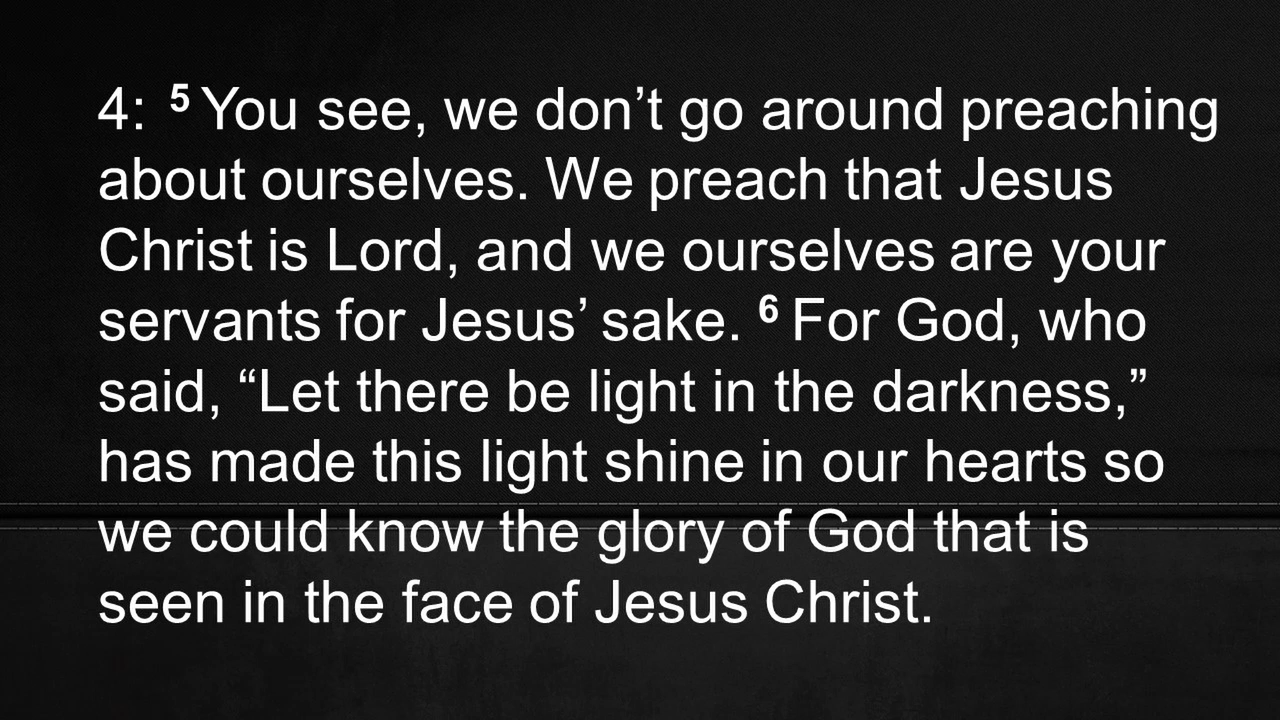 4: ⁵ You see, we don’t go around preaching
about ourselves. We preach that Jesus
Christ is Lord, and we ourselves are your
servants for Jesus’ sake. ⁶ For God, who
said, “Let there be light in the darkness,”
has made this light shine in our hearts so
we could know the glory of God that is
seen in the face of Jesus Christ.